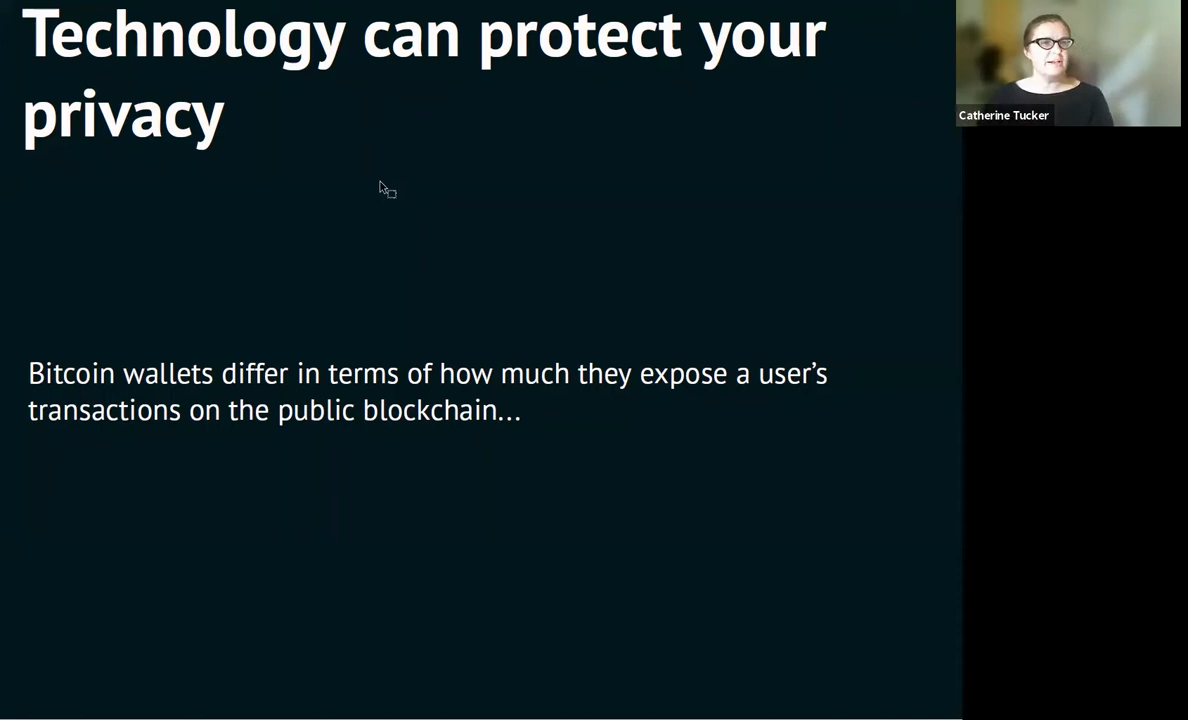 Technology can protect your
privacy
Catherine Tucker
Bitcoin wallets differ in terms of how much they expose a user’s
transactions on the public blockchain...